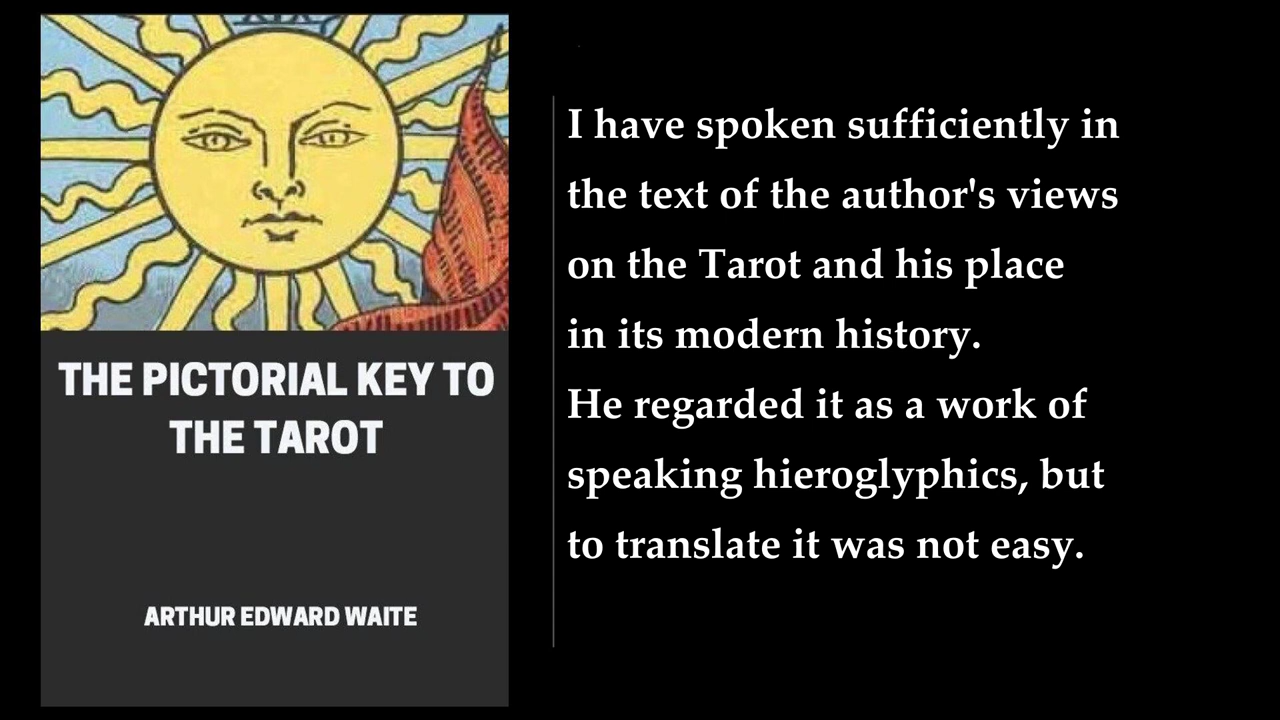 XIX
THE PICTORIAL KEY TO
THE TAROT
ARTHUR EDWARD WAITE
I have spoken sufficiently in
the text of the author's views
on the Tarot and his place
in its modern history.
He regarded it as a work of
speaking hieroglyphics, but
to translate it was not easy.